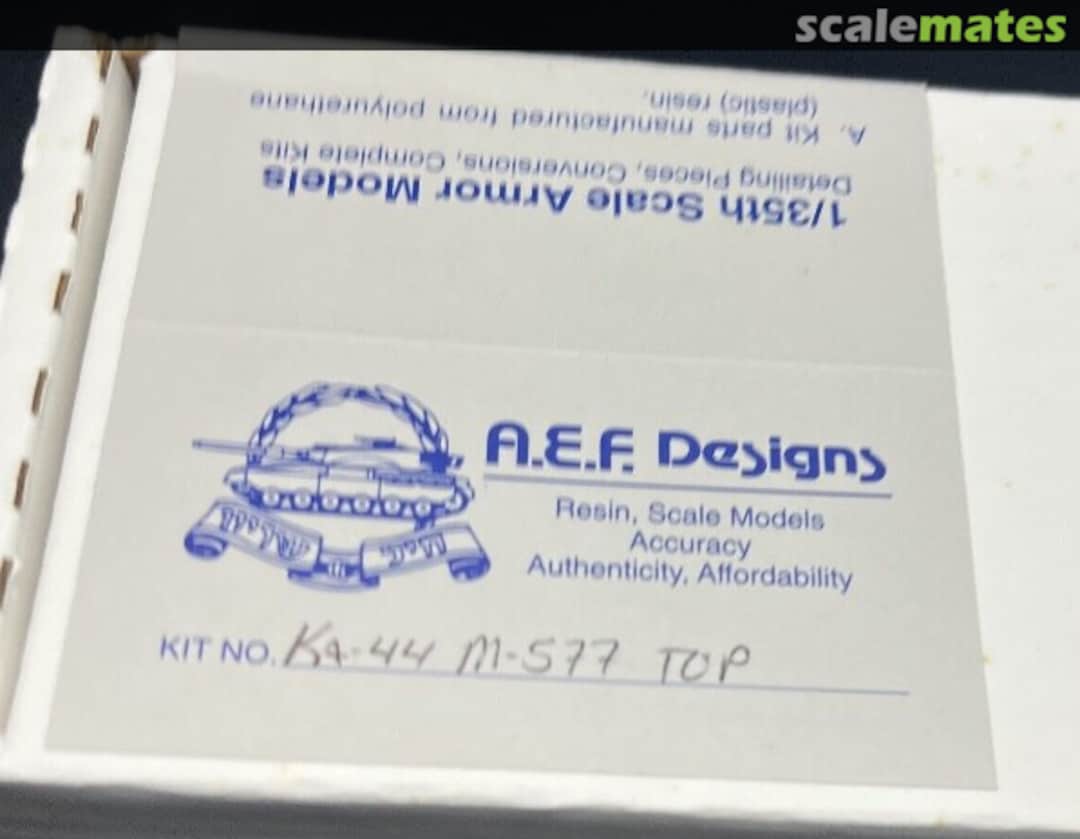 scalemates
1/35th Scale Armor Models
Detailing Pieces, Conversions, Complete Kits
A. Kit parts manufactured from polyurethane
(plastic) resin.
A.E.F. Designs
Resin, Scale Models
Accuracy
Authenticity, Affordability
KIT NO. KA-44 M-577 TOP